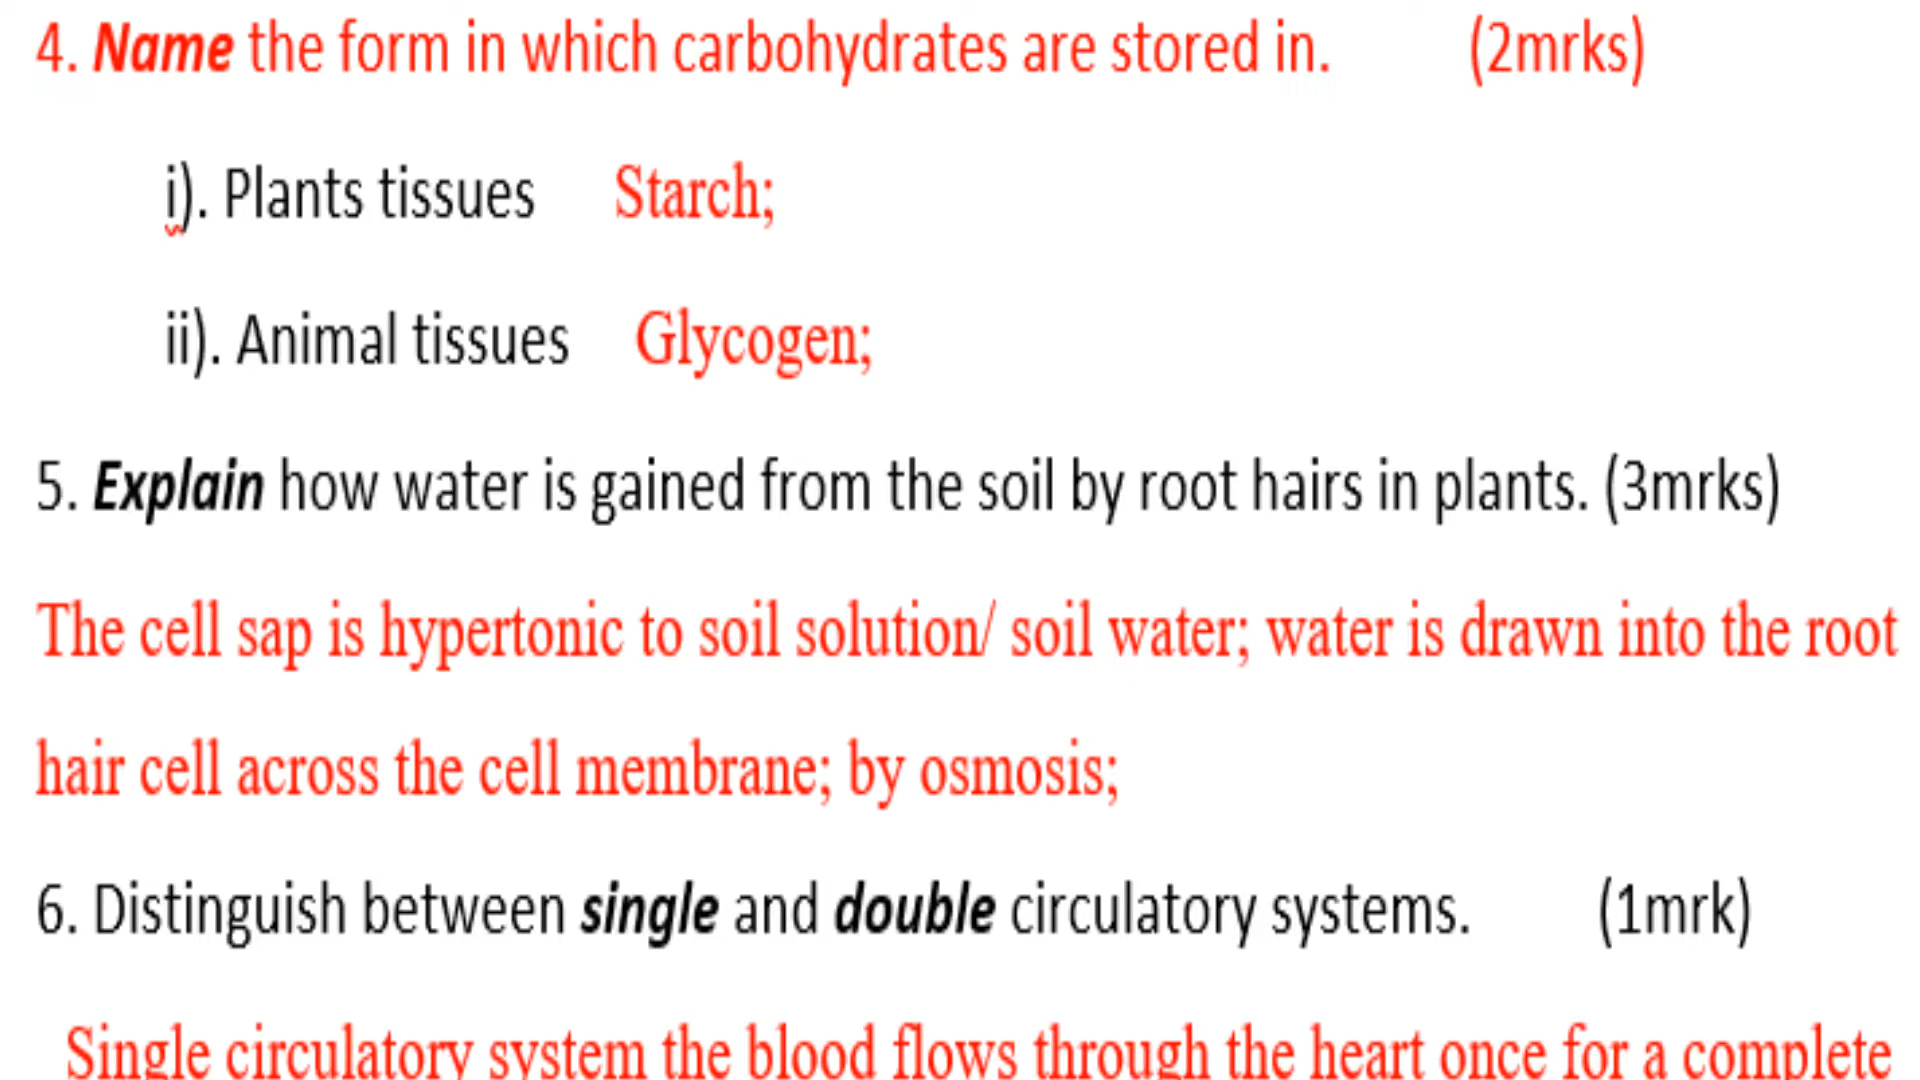 4. Name the form in which carbohydrates are stored in. (2mrks)
i). Plants tissues Starch;
ii). Animal tissues Glycogen;
5. Explain how water is gained from the soil by root hairs in plants. (3mrks)
The cell sap is hypertonic to soil solution/ soil water; water is drawn into the root
hair cell across the cell membrane; by osmosis;
6. Distinguish between single and double circulatory systems. (1mrk)
Single circulatory system the blood flows through the heart once for a complete